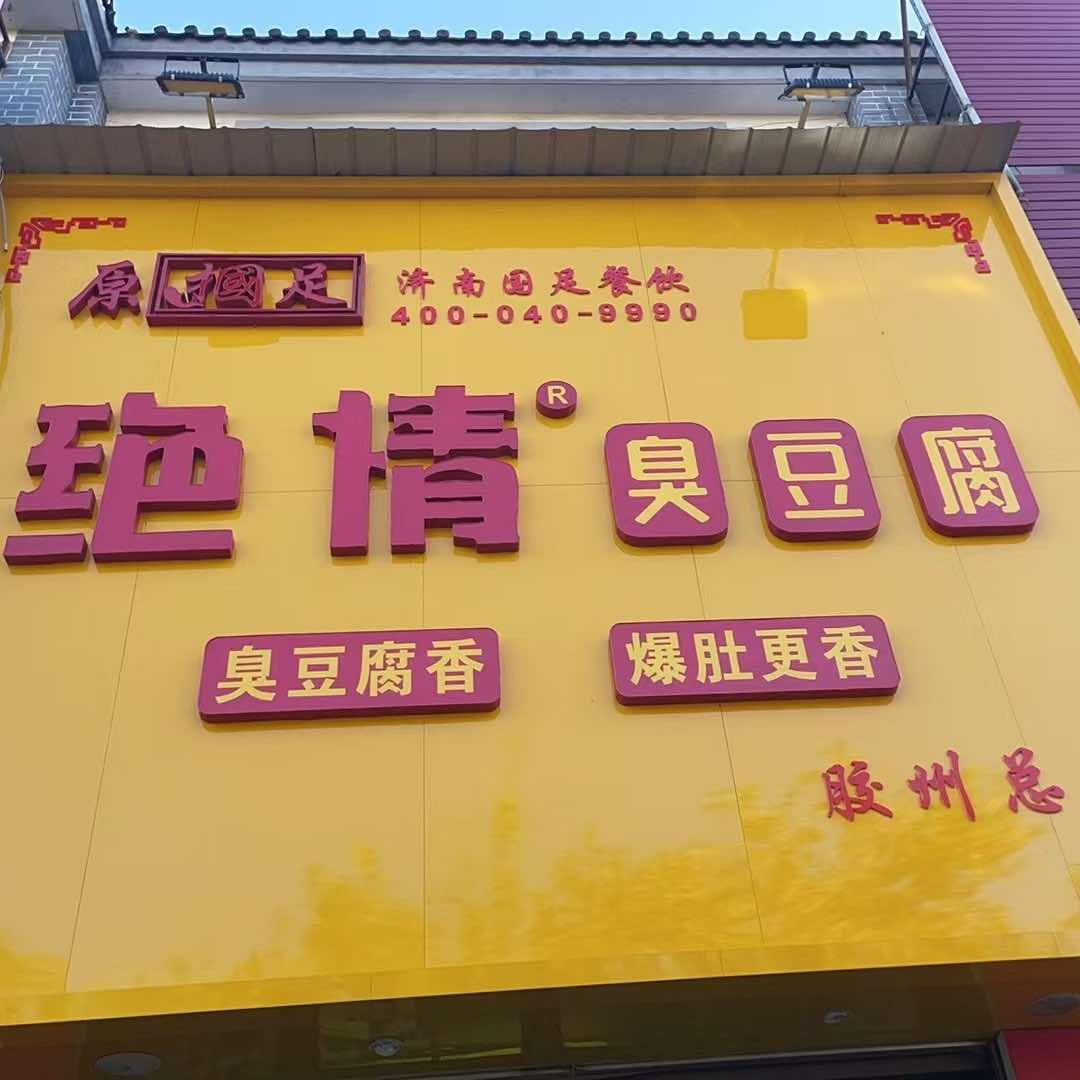 原掴足 济南国足餐饮
400-040-9990
绝情® 臭豆腐
臭豆腐香 爆肚更香
胶州总